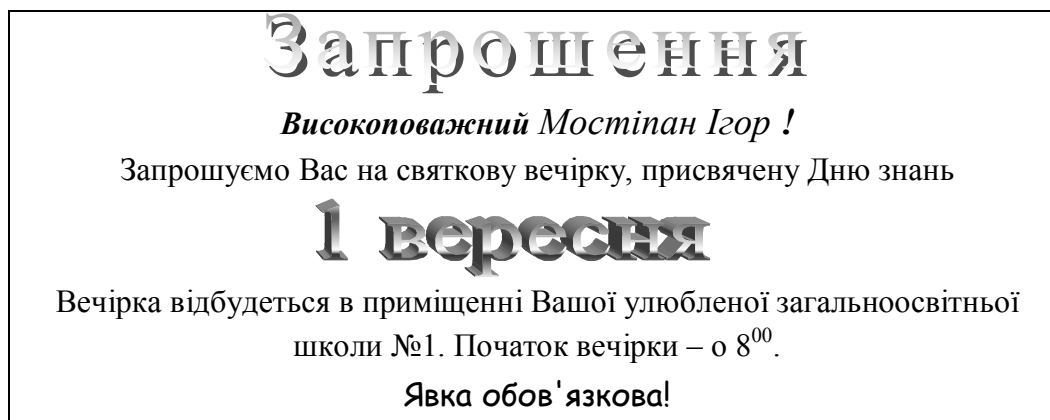 Запрошення
Високоповажний Мостіпан Ігор !
Запрошуємо Вас на святкову вечірку, присвячену Дню знань
1 вересня
Вечірка відбудеться в приміщенні Вашої улюбленої загальноосвітньої
школи №1. Початок вечірки – о 8⁰⁰.
Явка обов'язкова!